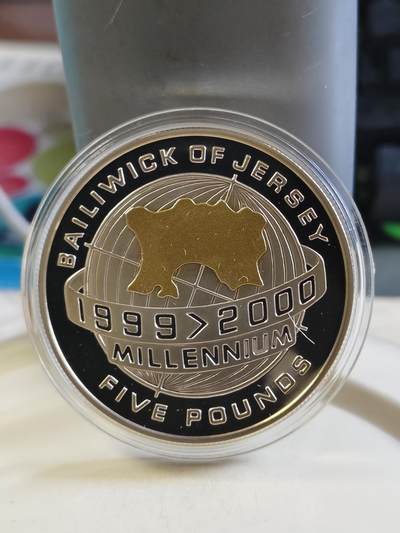 BAILIWICK OF JERSEY
1999>2000
MILLENNIUM
FIVE POUNDS